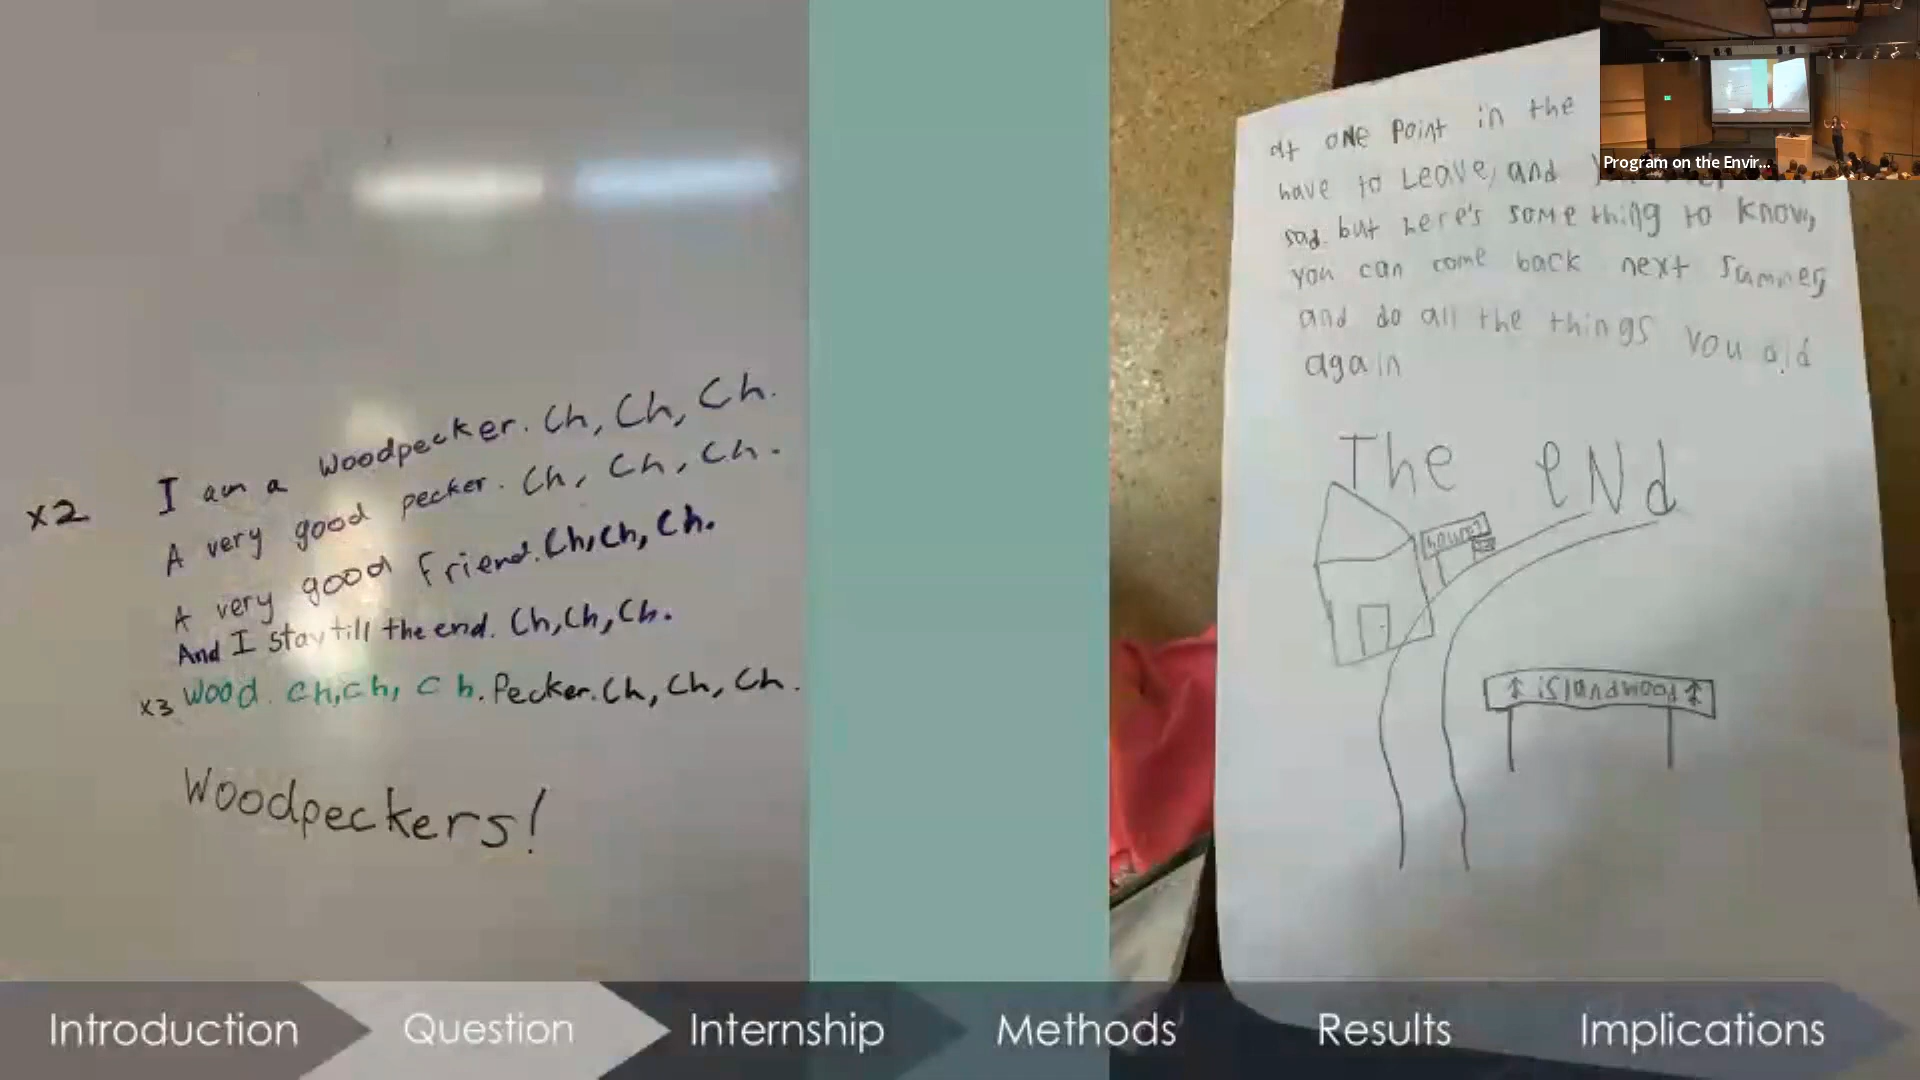 x2 I am a Woodpecker. Ch, Ch, Ch.
A very good pecker. Ch, Ch, Ch.
A very good Friend. Ch, Ch, Ch.
And I stay till the end. Ch, Ch, Ch.
x3 Wood. Ch, ch, ch. Pecker. Ch, Ch, Ch.
Woodpeckers!
at oNe Point in the
have to Leave, and
sad. but here's something to know,
you can come back next summer,
and do all the things you did
again
The eNd
Program on the Envir...
Introduction
Question
Internship
Methods
Results
Implications